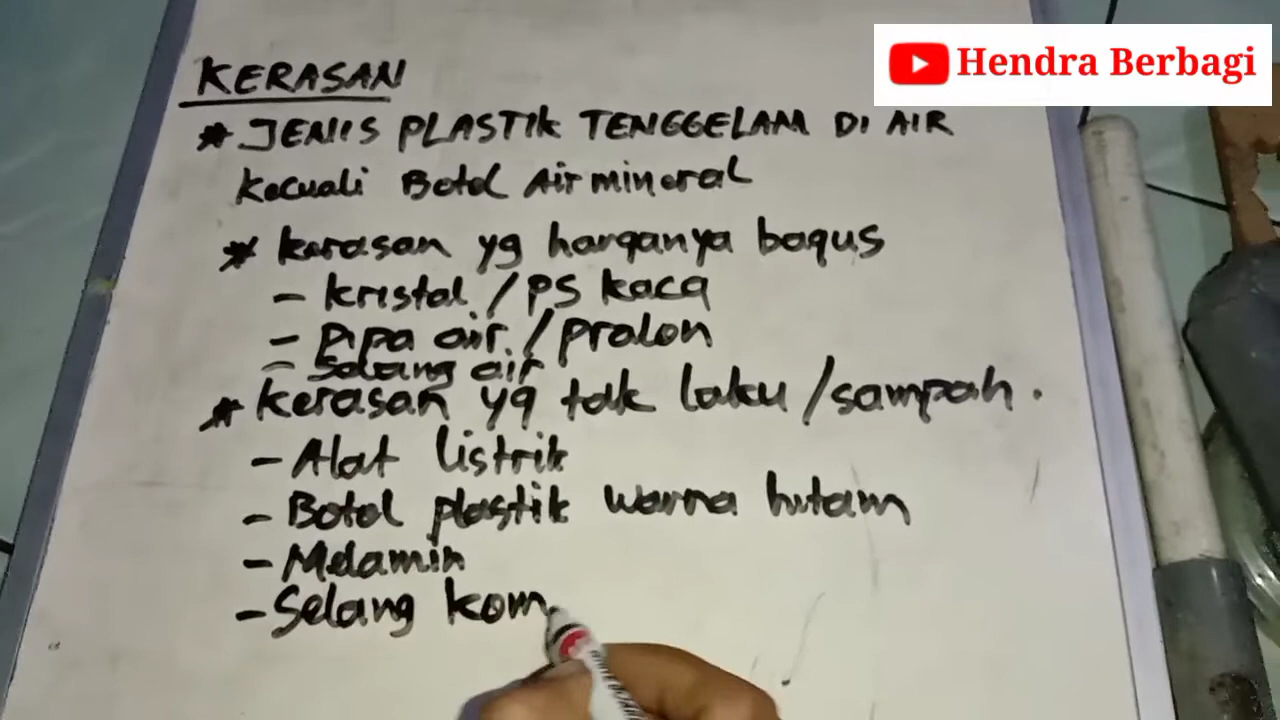 Hendra Berbagi
KERASAN
* JENIS PLASTIK TENGGELAM DI AIR
kecuali Botol Air mineral
* kerasan yg harganya bagus
- kristal / PS kaca
- pipa air / pralon
- Selang air
* kerasan yg tdk laku / sampah.
- Alat listrik
- Botol plastik warna hitam
- Melamin
- Selang kom